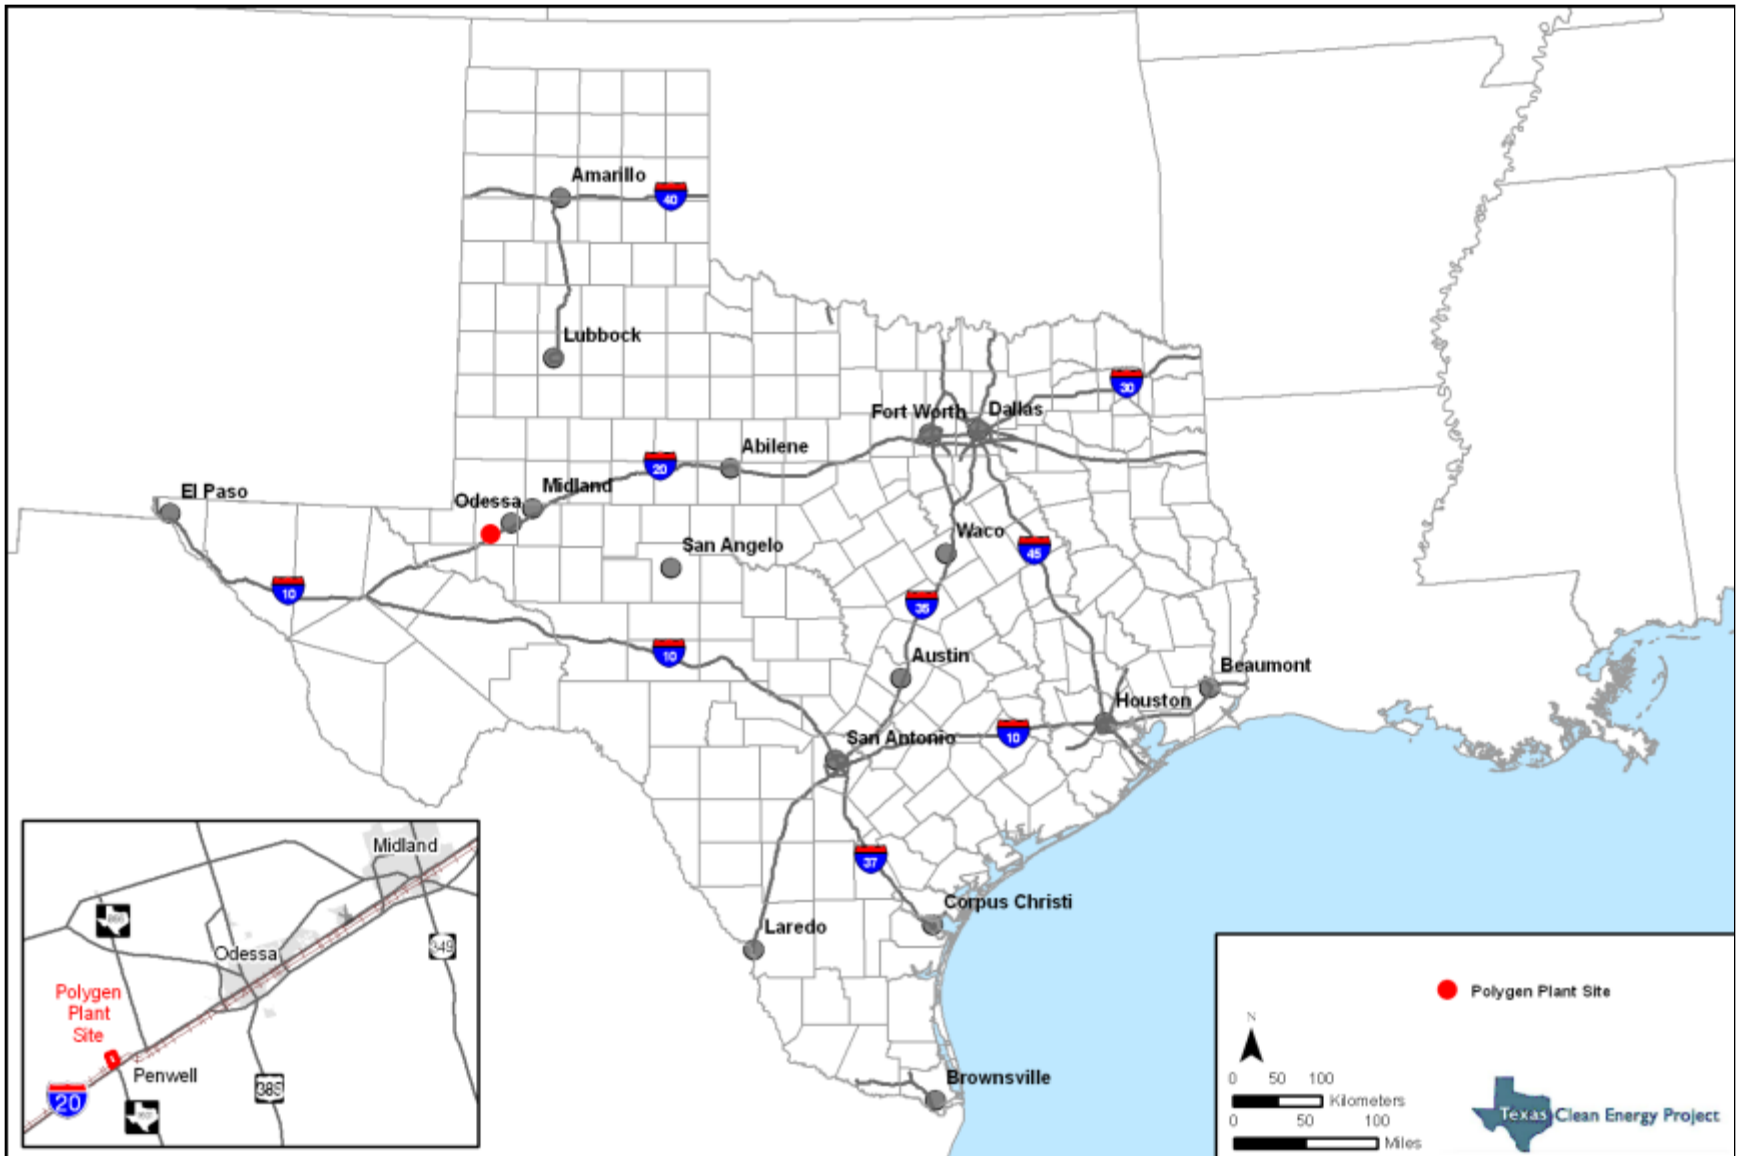 Amarillo
40
Lubbock
30
Fort Worth
Dallas
Abilene
20
Midland
Odessa
El Paso
San Angelo
Waco
45
10
35
10
Austin
Beaumont
Houston
San Antonio
10
37
Corpus Christi
Laredo
Brownsville
Midland
Odessa
349
Polygen
Plant
Site
Penwell
20
385
Polygen Plant Site
N
0 50 100
Kilometers
0 50 100
Miles
Texas Clean Energy Project